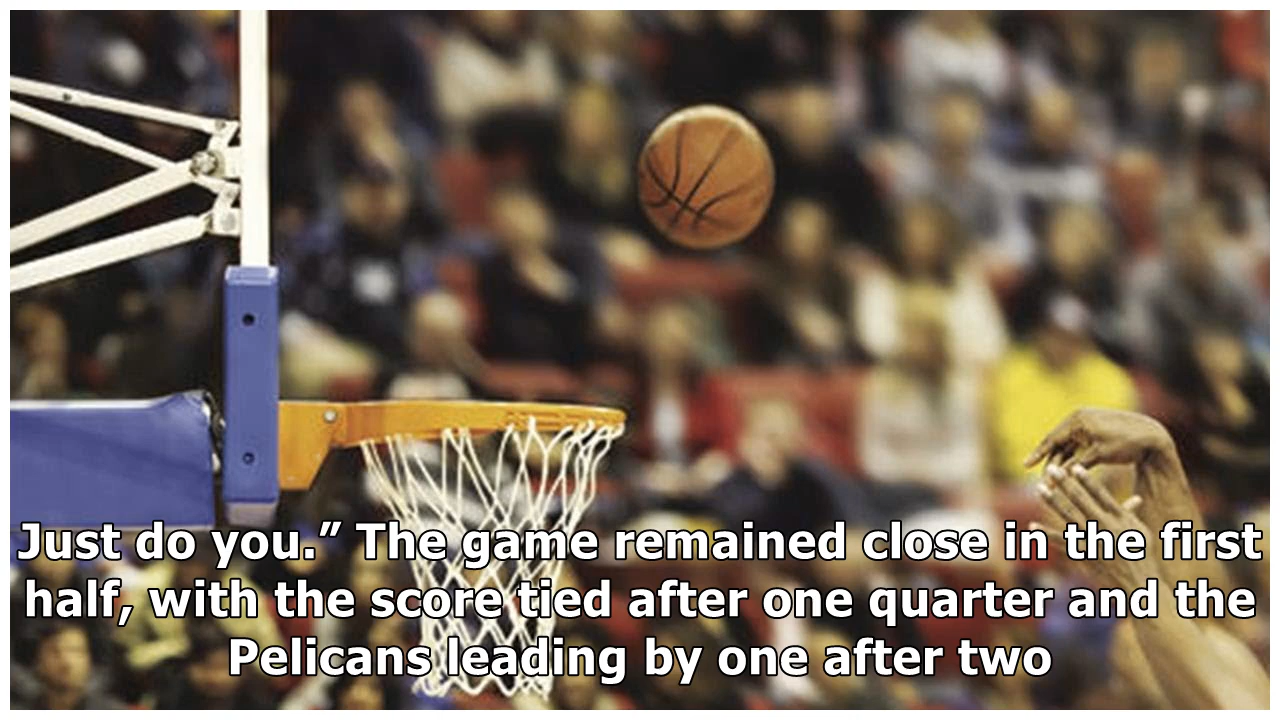 Just do you.” The game remained close in the first
half, with the score tied after one quarter and the
Pelicans leading by one after two